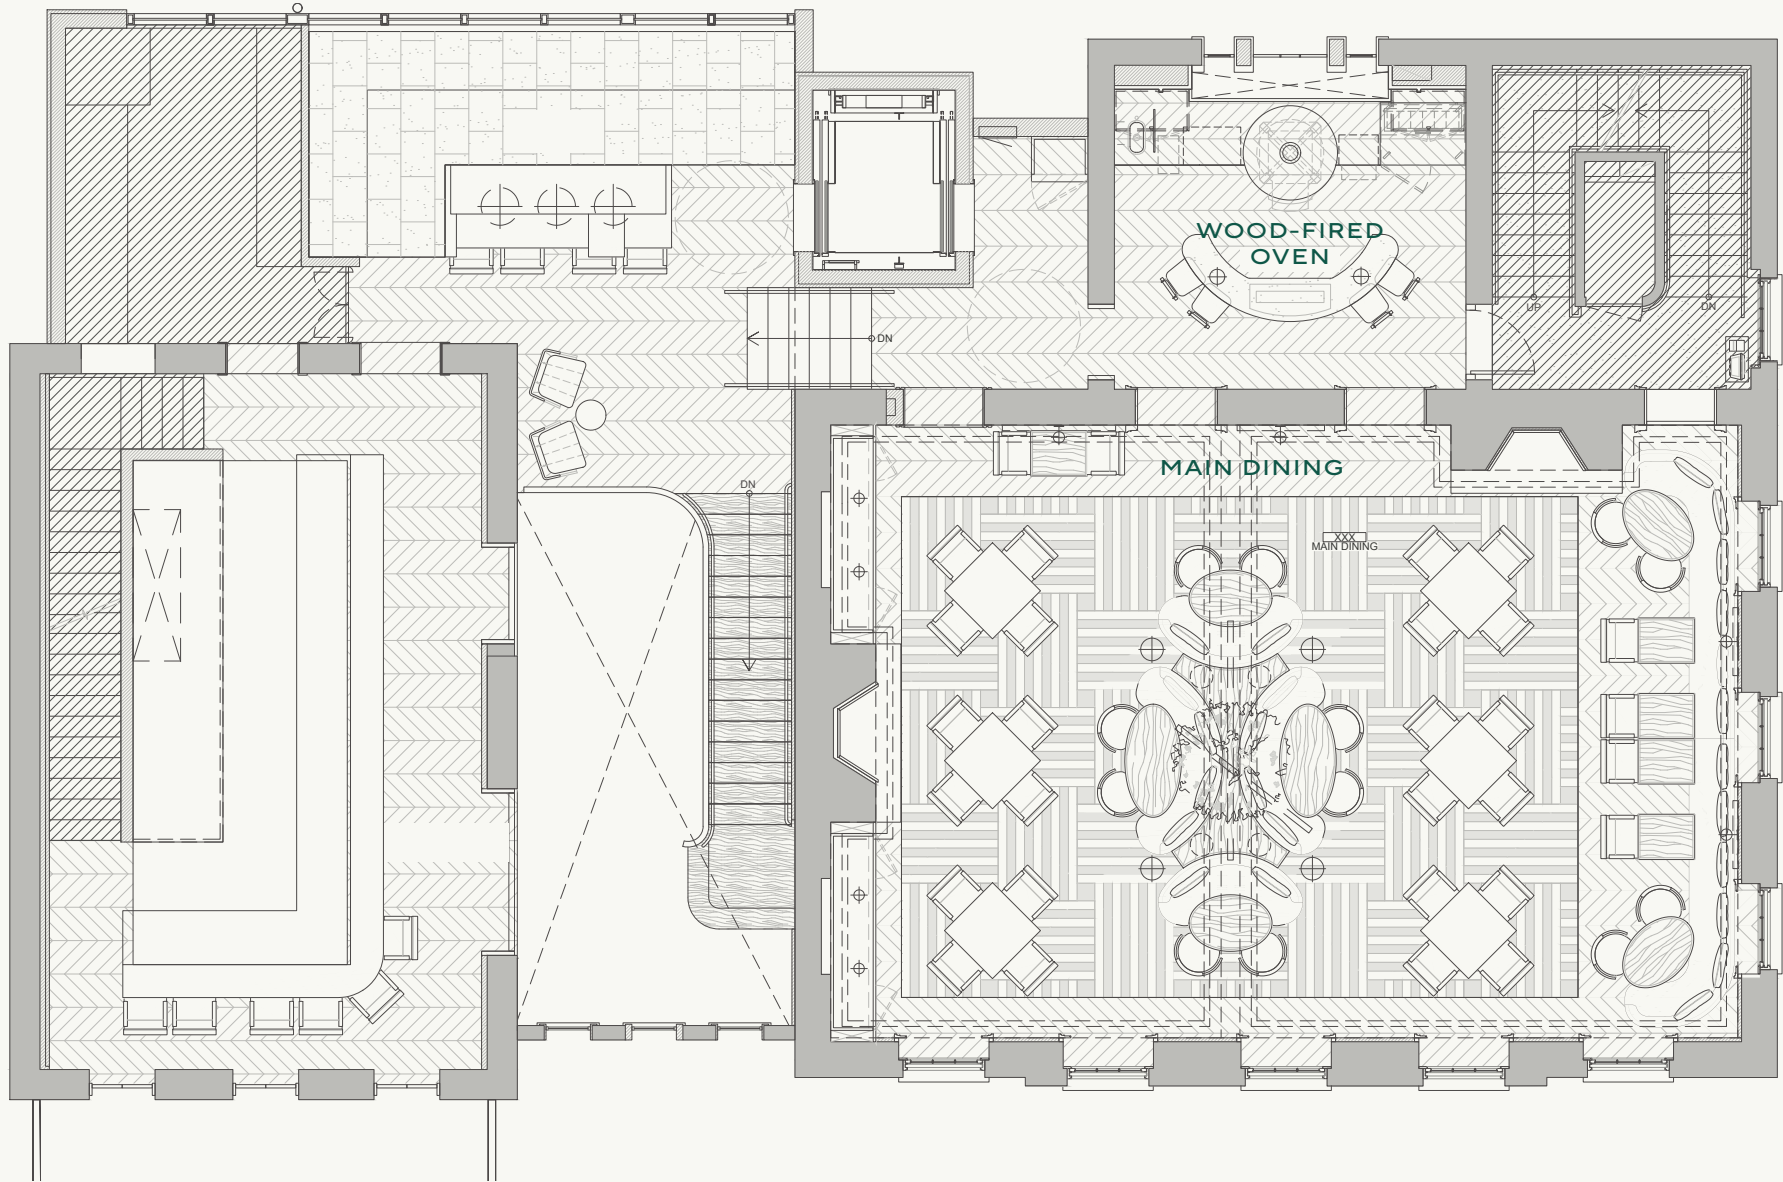 WOOD-FIRED
OVEN
UP
DN
DN
MAIN DINING
DN
XXX
MAIN DINING